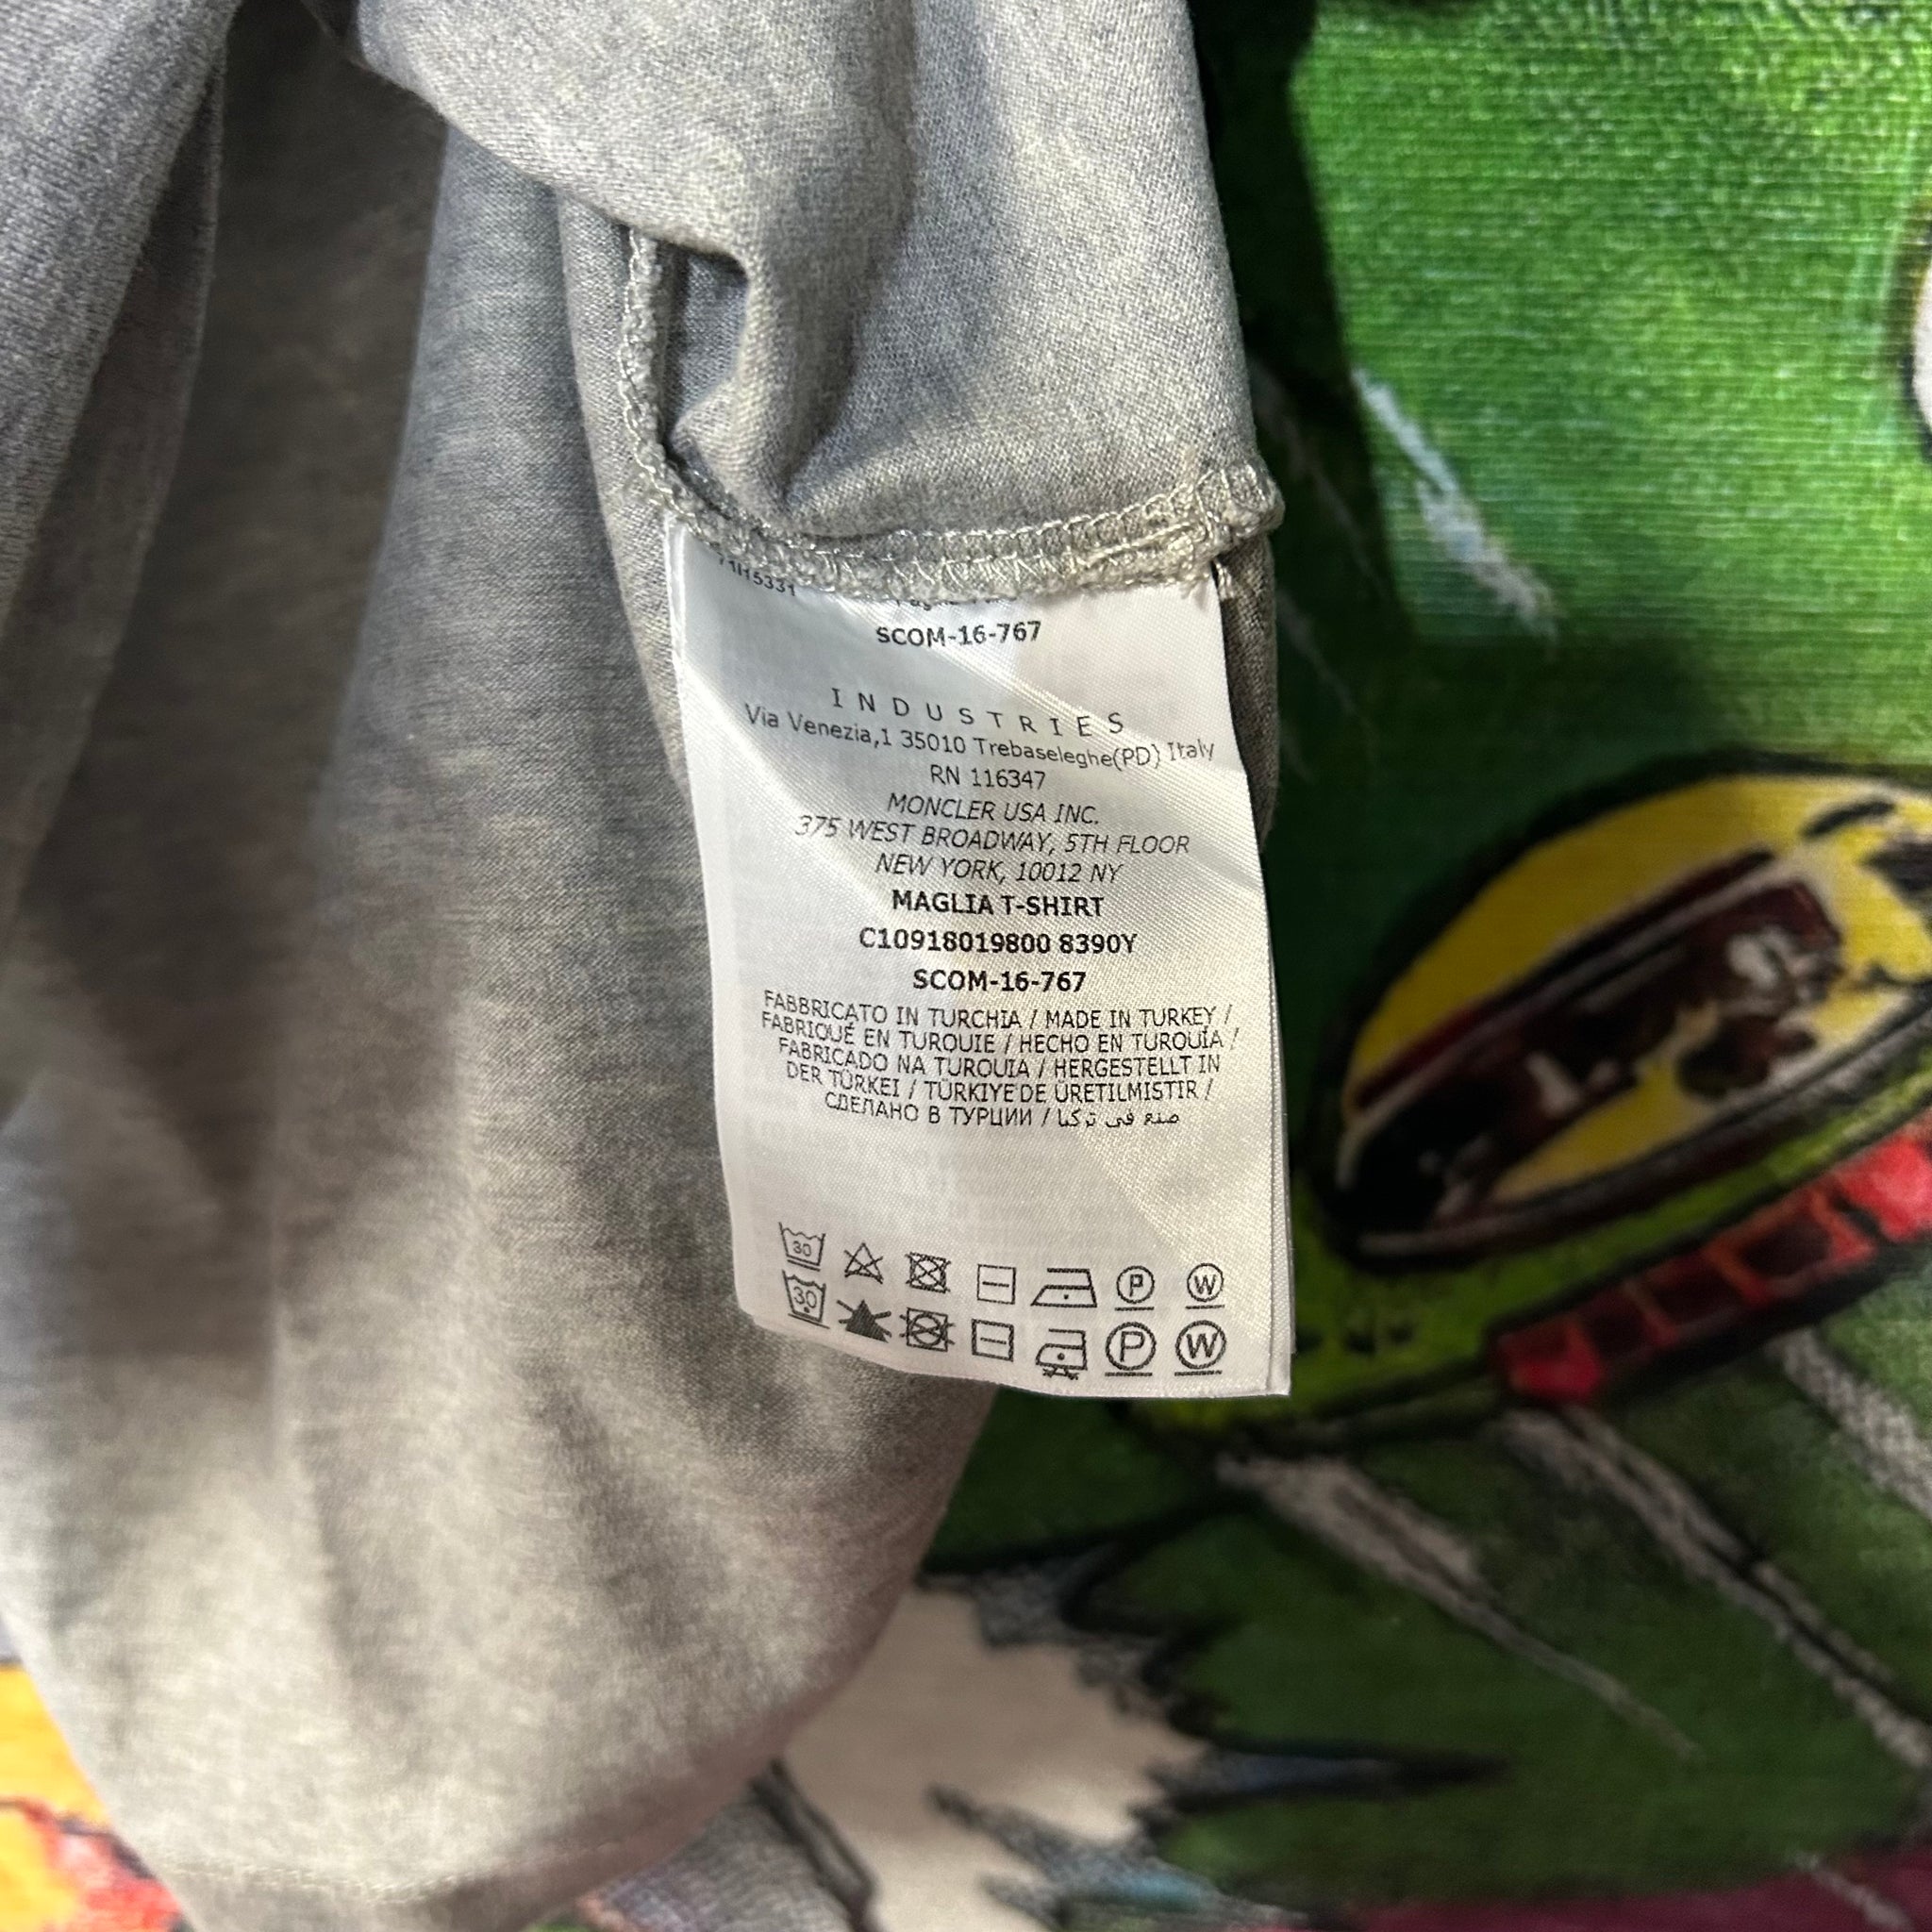 SCOM-16-767
INDUSTRIES
Via Venezia,1 35010 Trebaseleghe(PD) Italy
RN 116347
MONCLER USA INC.
375 WEST BROADWAY, 5TH FLOOR
NEW YORK, 10012 NY
MAGLIA T-SHIRT
C10918019800 8390Y
SCOM-16-767
FABBRICATO IN TURCHIA / MADE IN TURKEY /
FABRIQUÉ EN TURQUIE / HECHO EN TURQUÍA /
FABRICADO NA TURQUIA / HERGESTELLT IN
DER TÜRKEI / TÜRKIYE'DE ÜRETILMISTIR /
СДЕЛАНО В ТУРЦИИ / صنع في تركيا
30 P W
30 P W